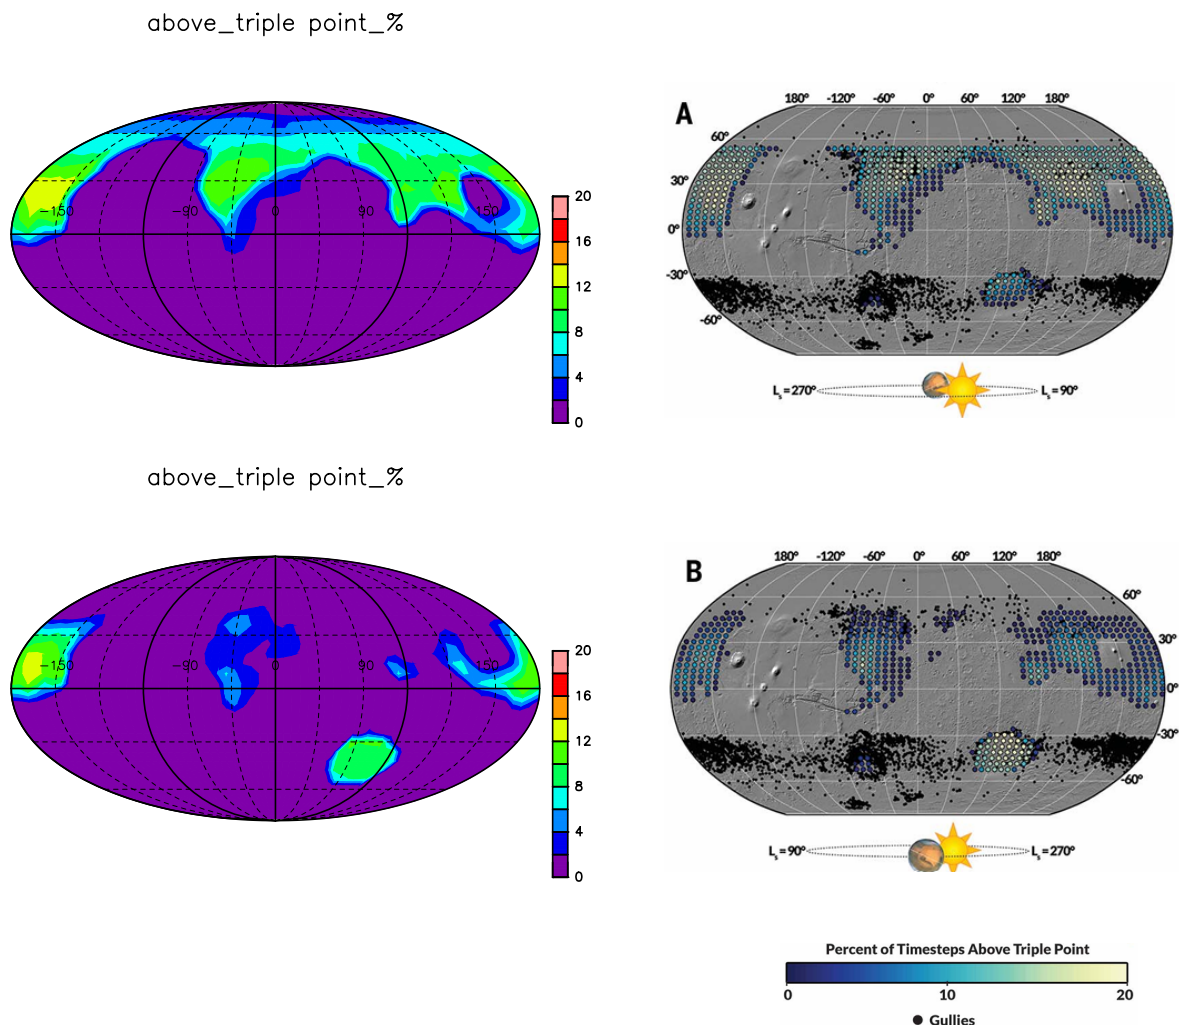 above_triple point_%
−150
−90
0
90
150
20
16
12
8
4
0
A
180° -120° -60° 0° 60° 120° 180°
60°
30°
0°
-30°
-60°
Ls = 270°
Ls = 90°
above_triple point_%
−150
−90
0
90
150
20
16
12
8
4
0
B
180° -120° -60° 0° 60° 120° 180°
60°
30°
0°
-30°
-60°
Ls = 90°
Ls = 270°
Percent of Timesteps Above Triple Point
0 10 20
Gullies